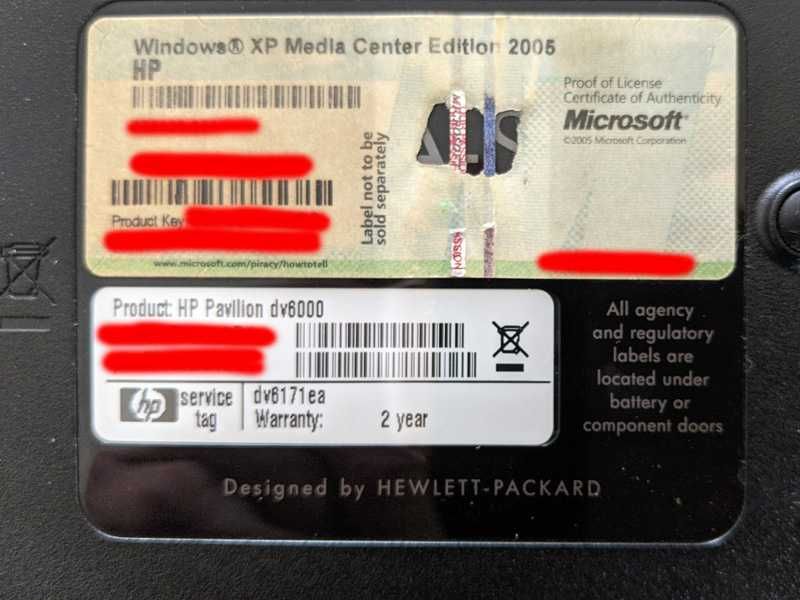 Windows® XP Media Center Edition 2005
HP
Proof of License
Certificate of Authenticity
Microsoft®
©2005 Microsoft Corporation
Label not to be
sold separately
Product Key
www.microsoft.com/piracy/howtotell
Product: HP Pavilion dv6000
hp
service
tag
dv6171ea
Warranty: 2 year
All agency
and regulatory
labels are
located under
battery or
component doors
Designed by HEWLETT-PACKARD